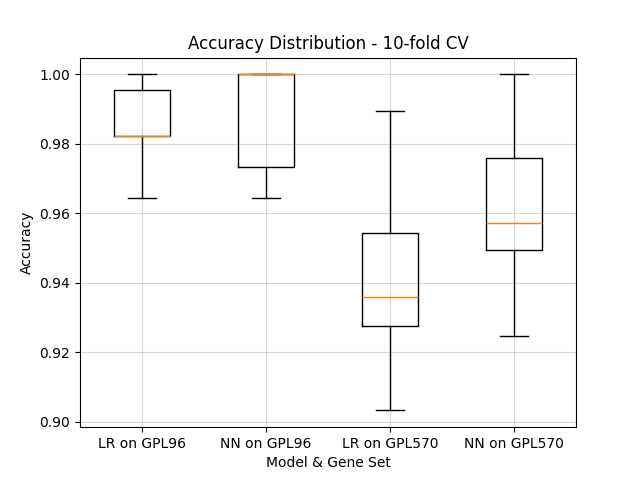 Accuracy Distribution - 10-fold CV
1.00
0.98
0.96
0.94
0.92
0.90
Accuracy
LR on GPL96
NN on GPL96
LR on GPL570
NN on GPL570
Model & Gene Set